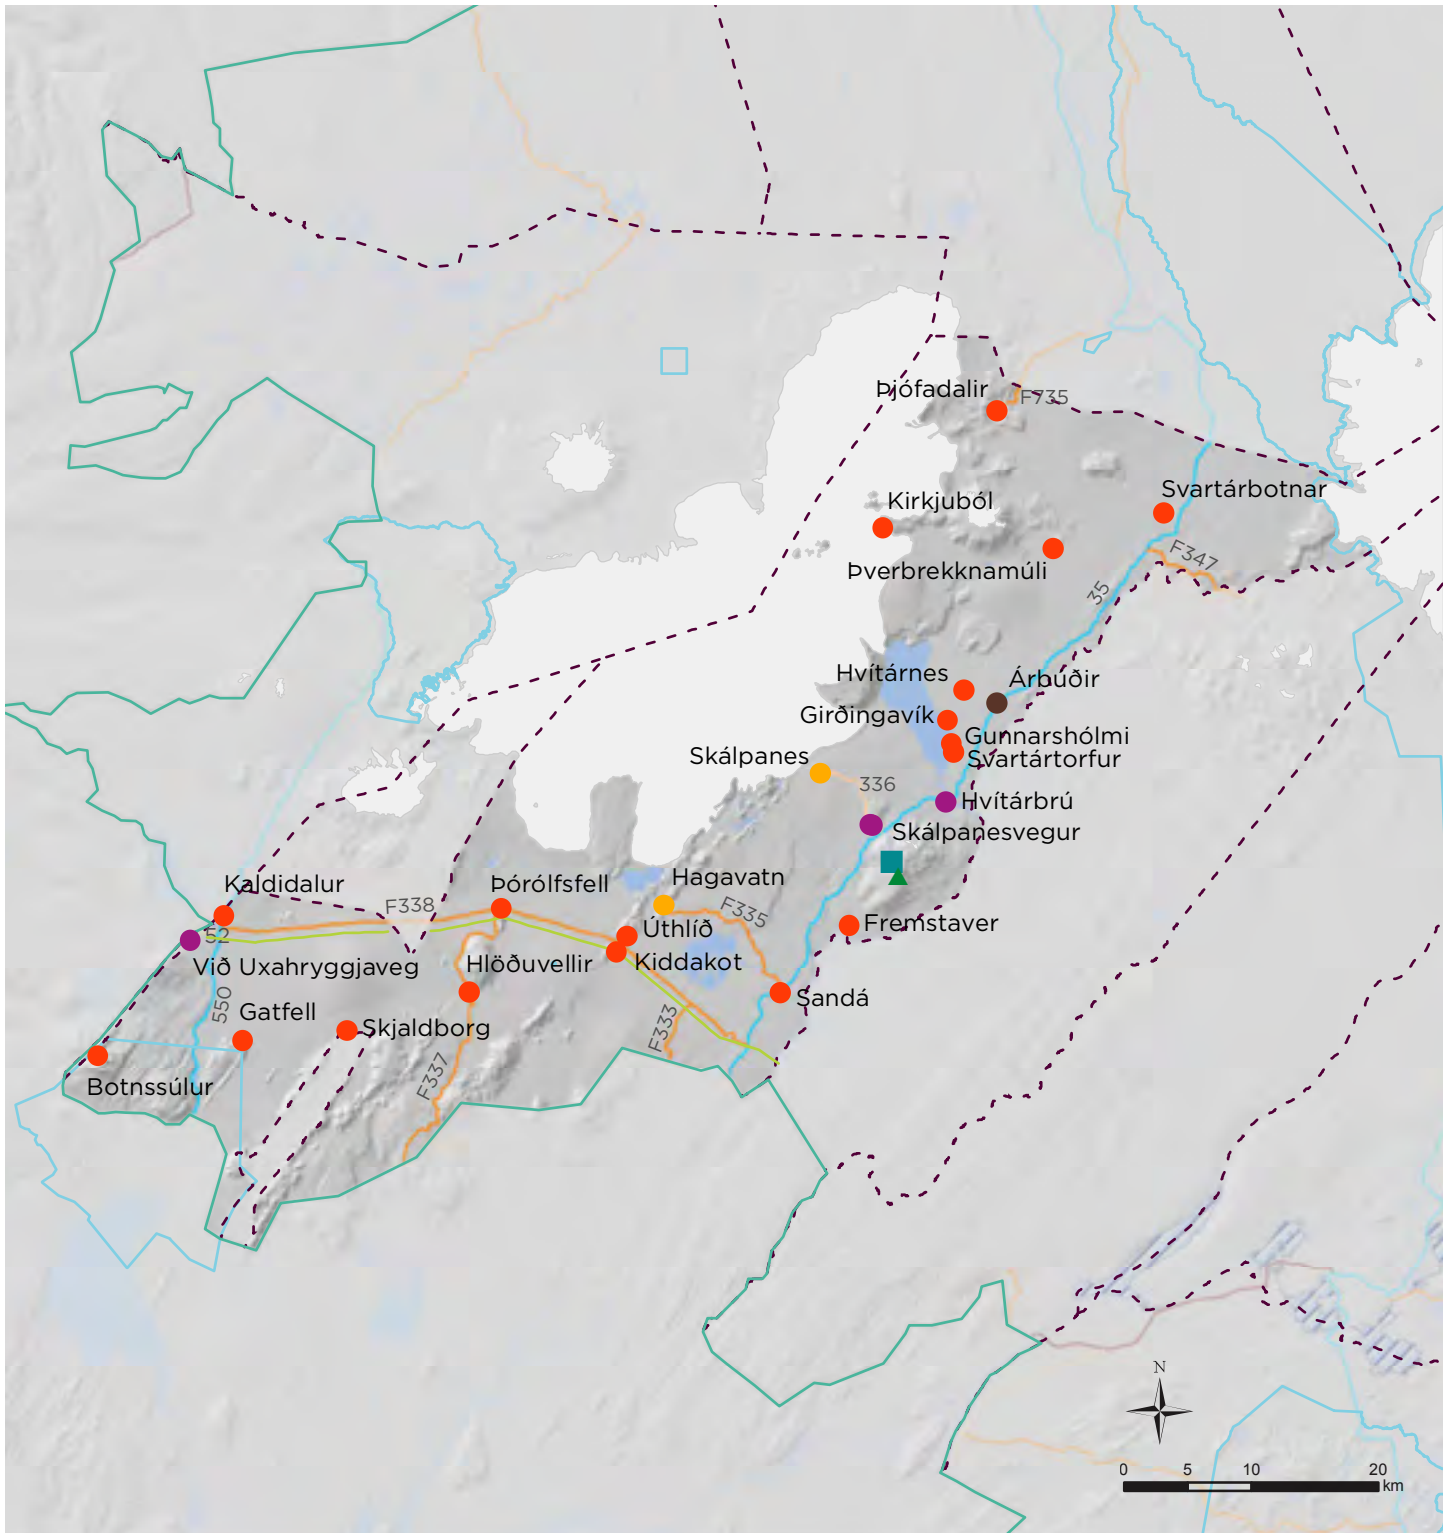 Þjófadalir
F735
Svartárbotnar
Kirkjuból
F347
Þverbrekknamúli
35
Hvítárnes
Árbúðir
Girðingavík
Gunnarshólmi
Svartártorfur
Skálpanes
336
Hvítárbrú
Skálpanesvegur
Kaldidalur
Þórólfsfell
Hagavatn
F338
F335
Fremstaver
52
Úthlíð
Við Uxahryggjaveg
Hlöðuvellir
Kiddakot
550
Gatfell
Skjaldborg
Sandá
F333
F337
Botnssúlur
N
0 5 10 20
km